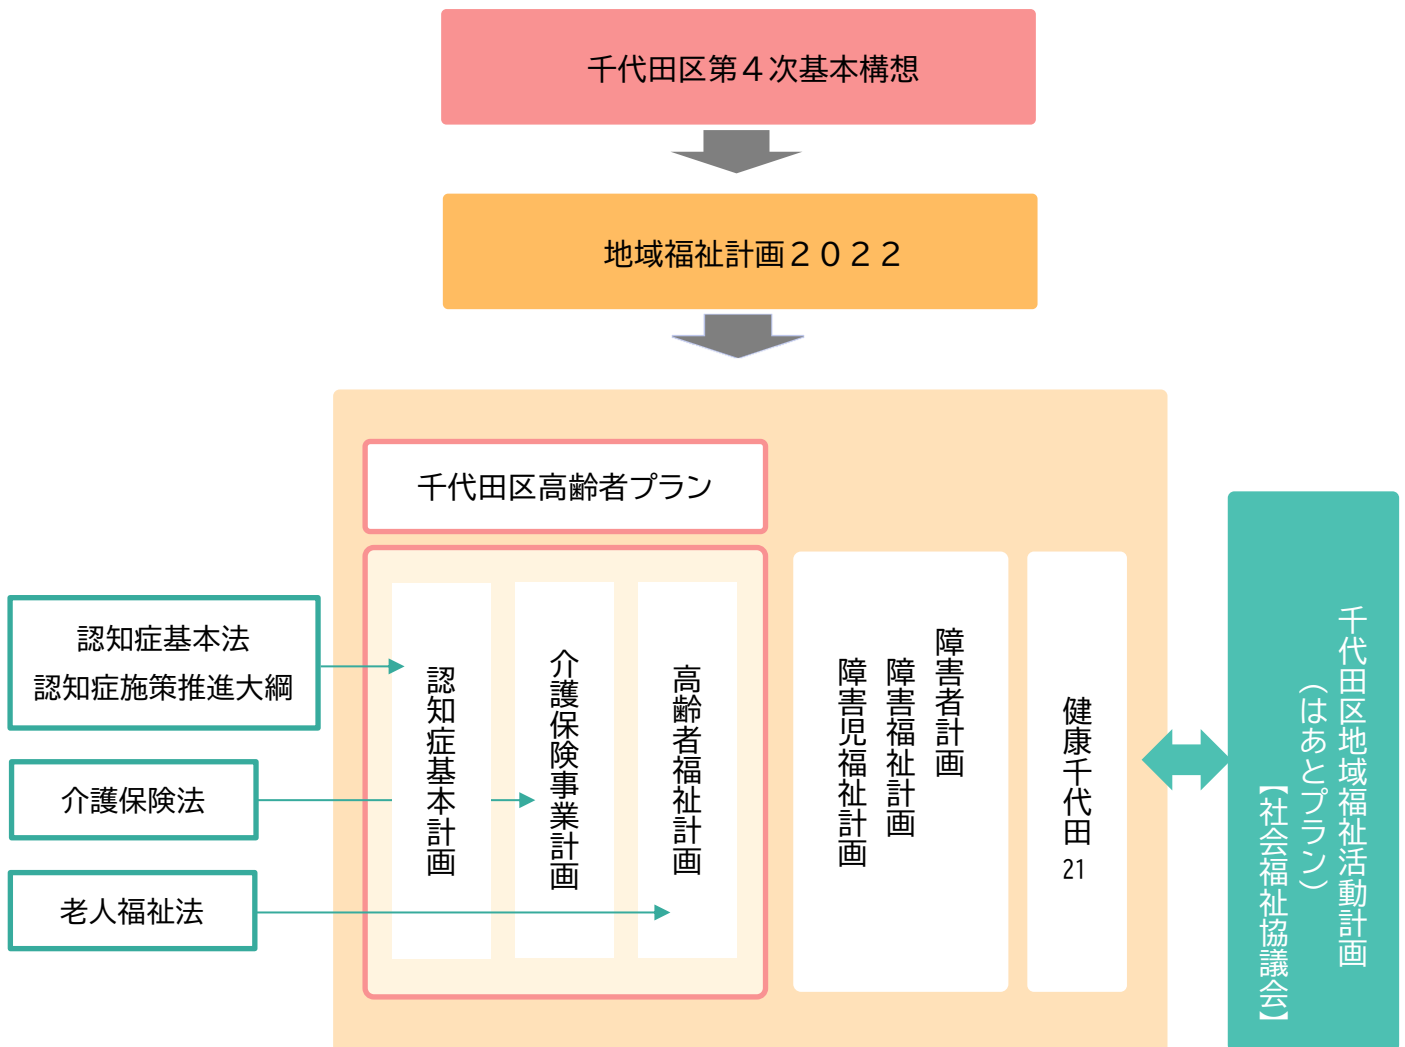 千代田区第４次基本構想
地域福祉計画２０２２
千代田区高齢者プラン
認知症基本法
認知症施策推進大綱
介護保険法
老人福祉法
認知症基本計画
介護保険事業計画
高齢者福祉計画
障害者計画
障害福祉計画
障害児福祉計画
健康千代田21
千代田区地域福祉活動計画
（はあとプラン）
【社会福祉協議会】